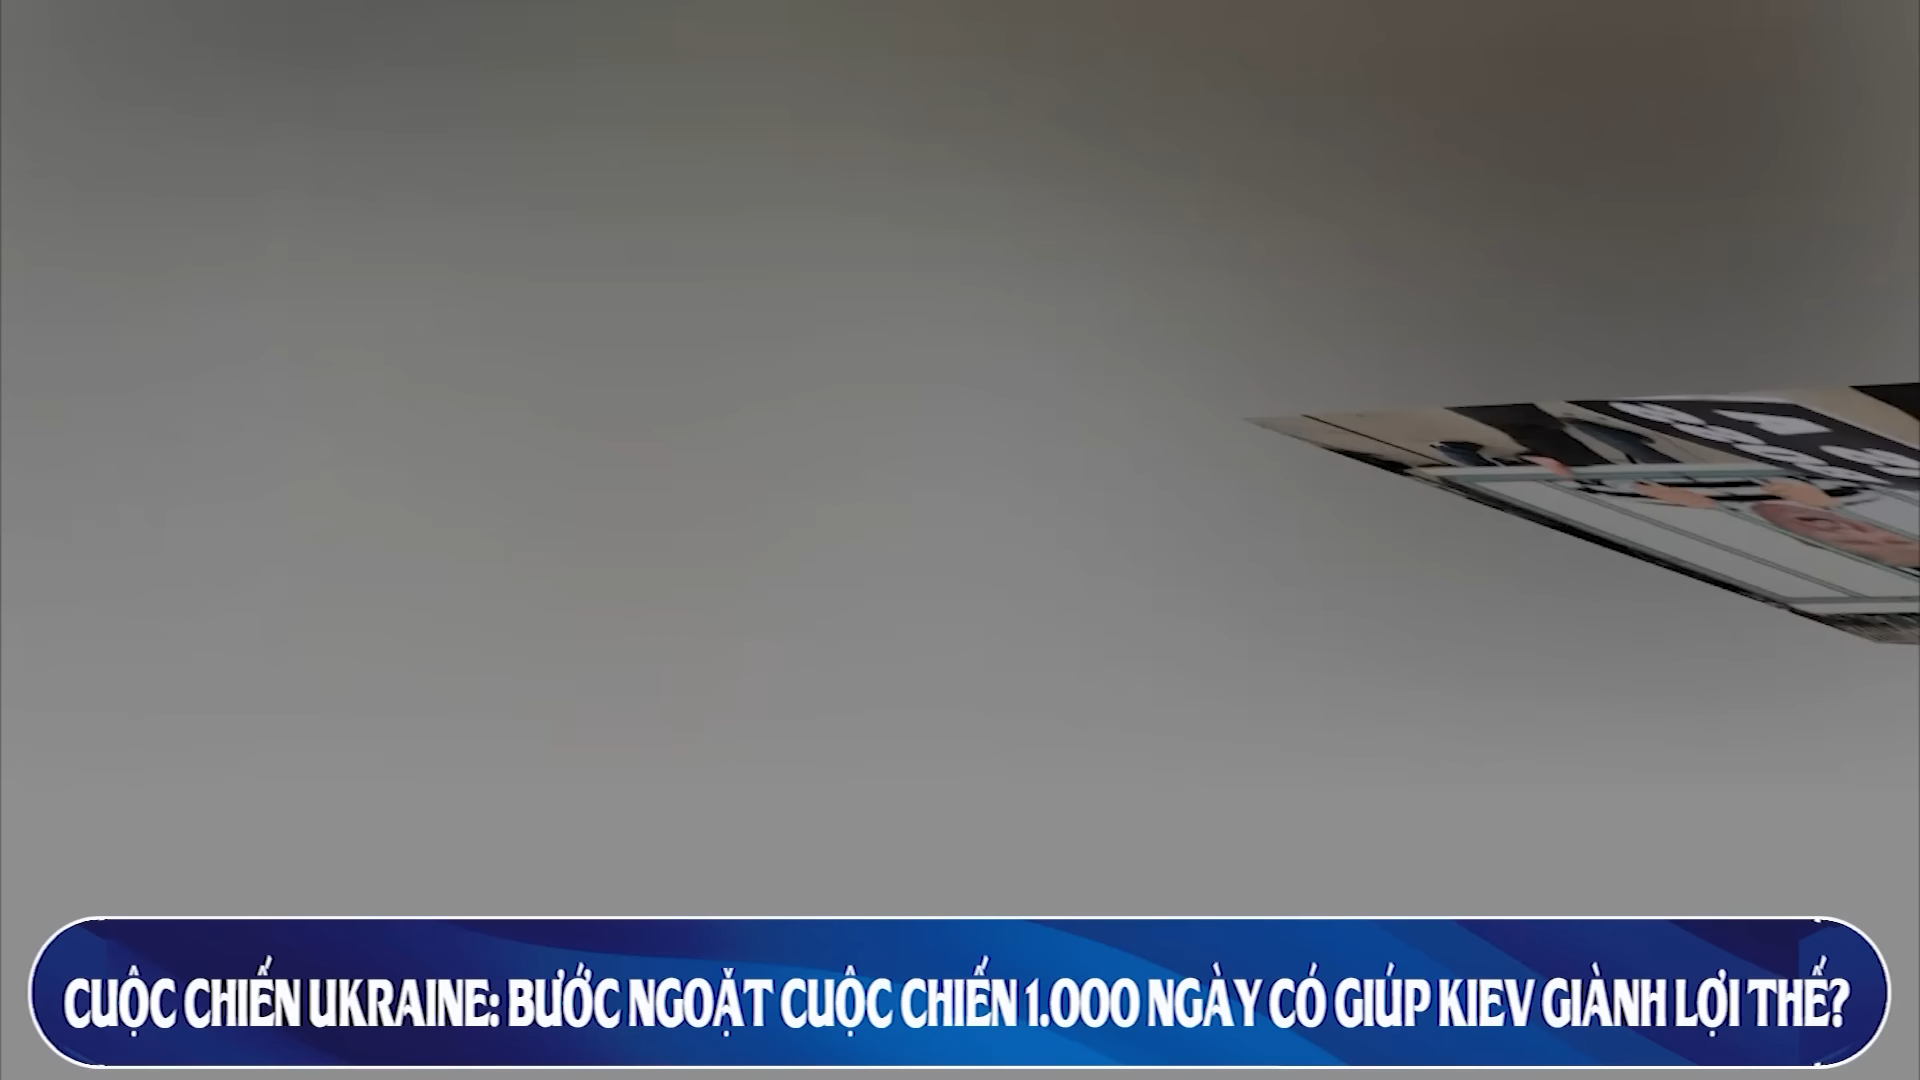 CUỘC CHIẾN UKRAINE: BƯỚC NGOẶT CUỘC CHIẾN 1.000 NGÀY CÓ GIÚP KIEV GIÀNH LỢI THẾ?